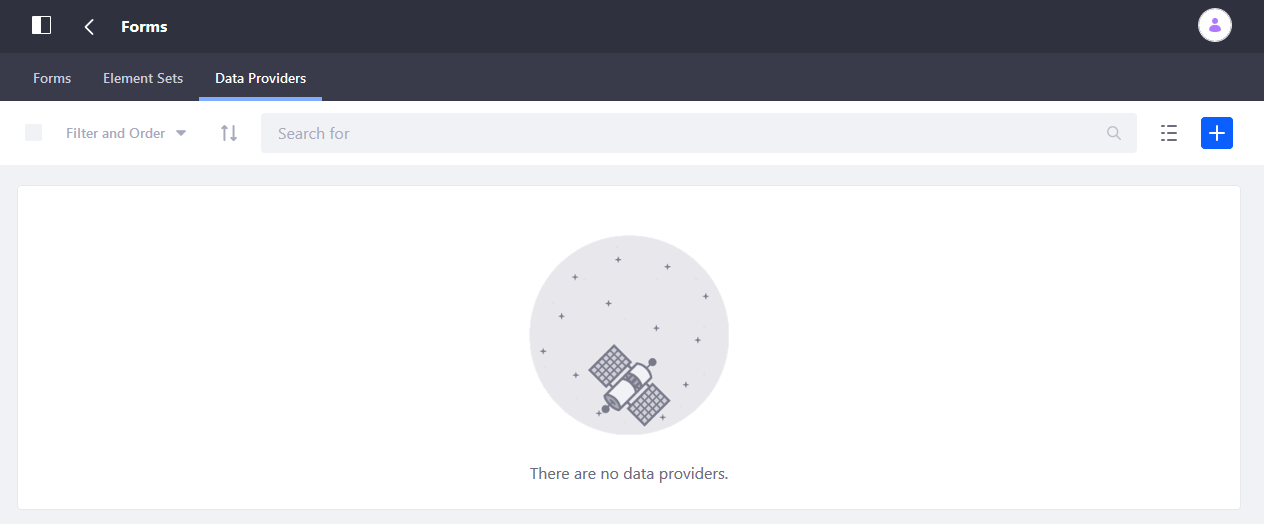 Forms
Forms Element Sets Data Providers
Filter and Order Search for
There are no data providers.